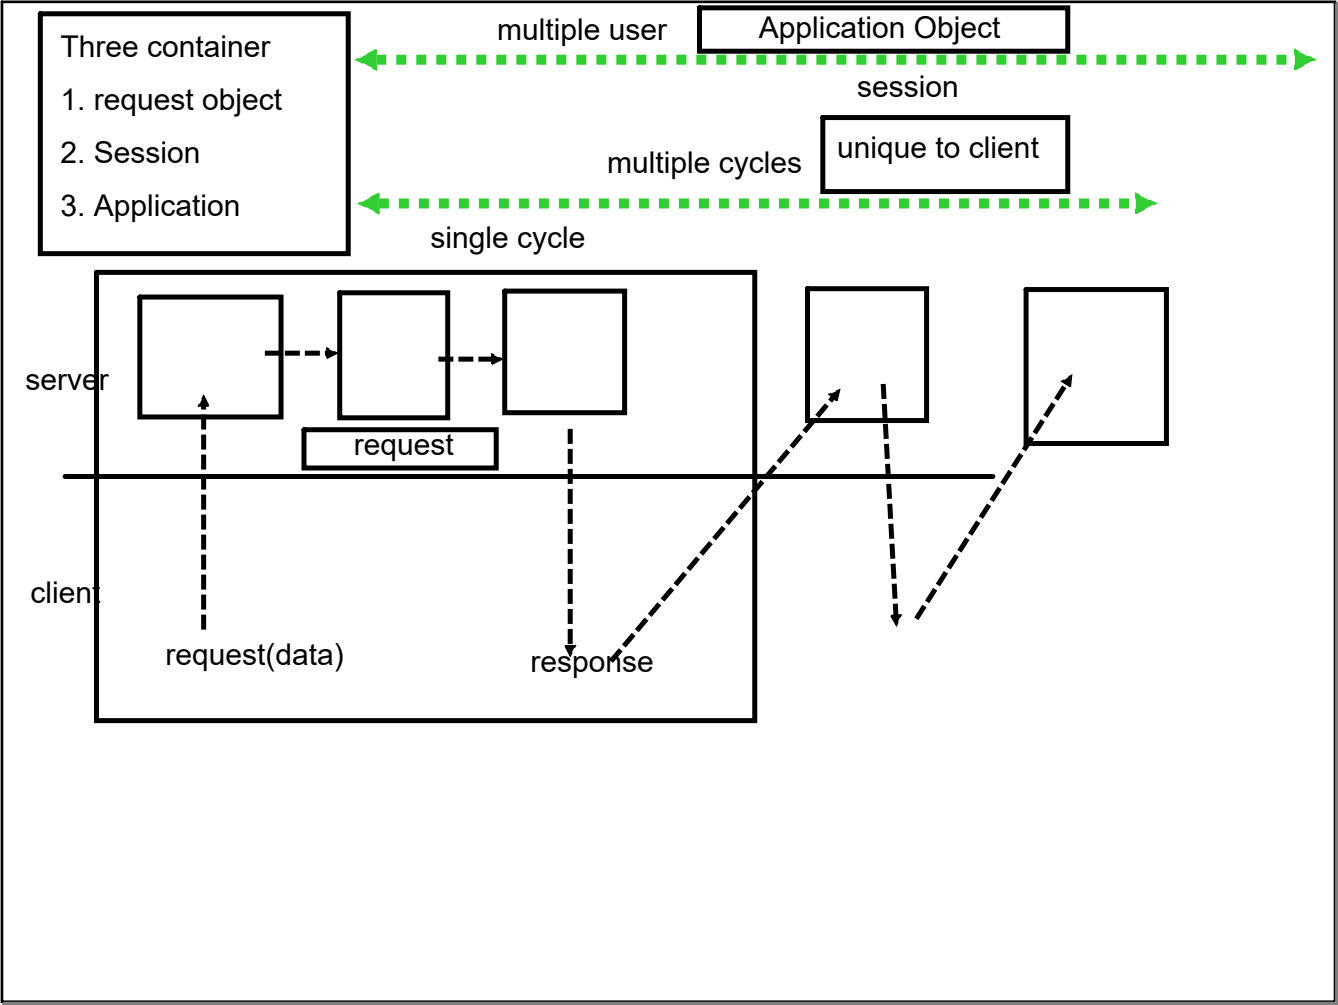 Three container
1. request object
2. Session
3. Application
multiple user
Application Object
session
multiple cycles
unique to client
single cycle
server
request
client
request(data)
response